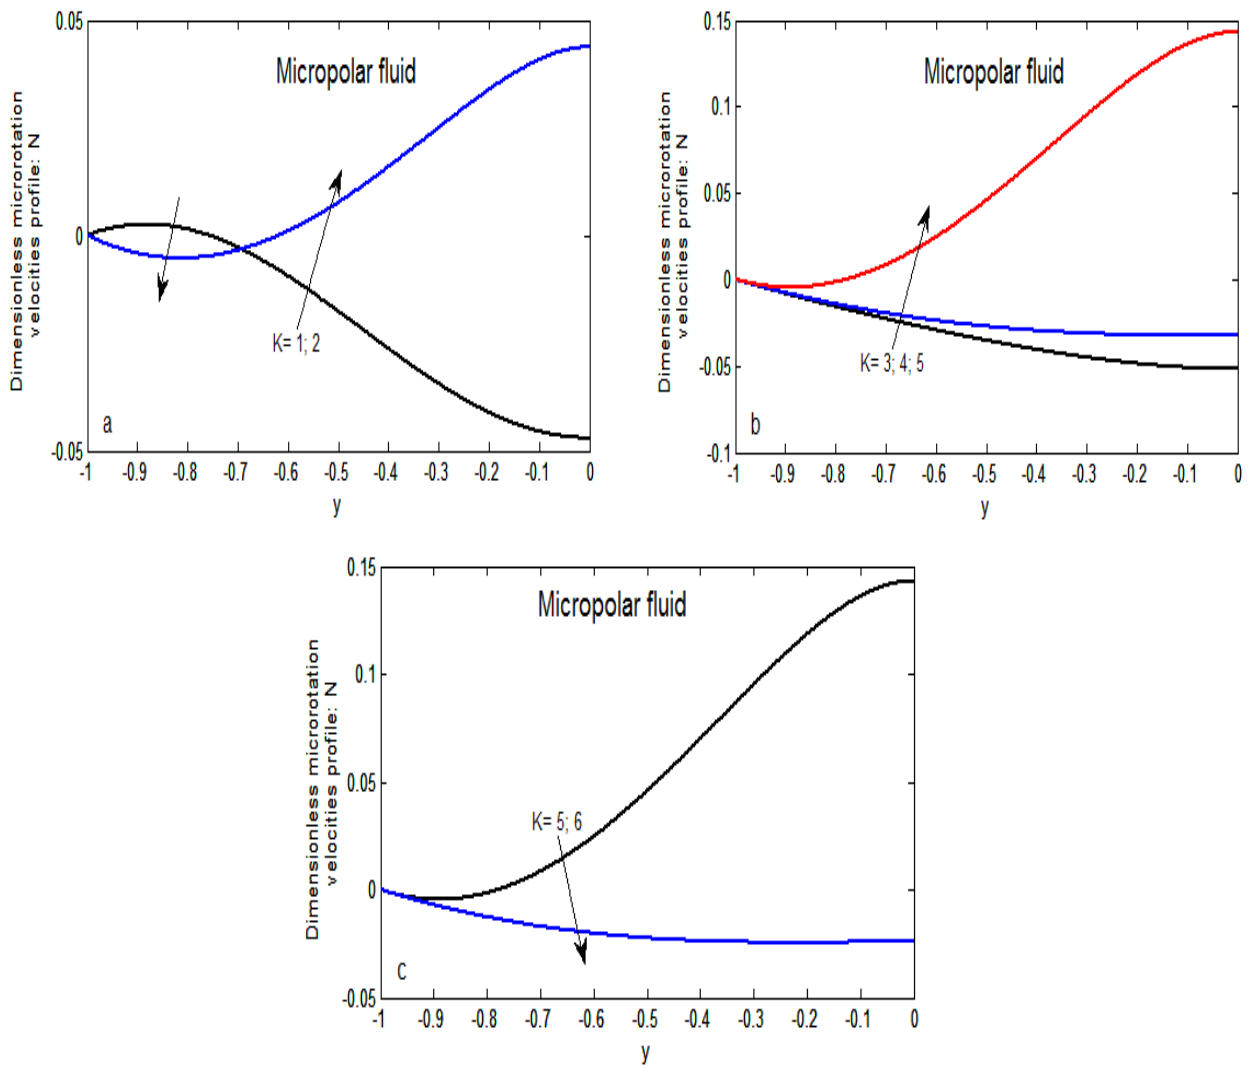 0.05
Micropolar fluid
Dimensionless microrotation
velocities profile: N
0
K= 1; 2
a
-0.05
-1 -0.9 -0.8 -0.7 -0.6 -0.5 -0.4 -0.3 -0.2 -0.1 0
y
0.15
Micropolar fluid
0.1
Dimensionless microrotation
velocities profile: N
0.05
0
K= 3; 4; 5
-0.05
b
-0.1
-1 -0.9 -0.8 -0.7 -0.6 -0.5 -0.4 -0.3 -0.2 -0.1 0
y
0.15
Micropolar fluid
0.1
Dimensionless microrotation
velocities profile: N
0.05
K= 5; 6
0
c
-0.05
-1 -0.9 -0.8 -0.7 -0.6 -0.5 -0.4 -0.3 -0.2 -0.1 0
y